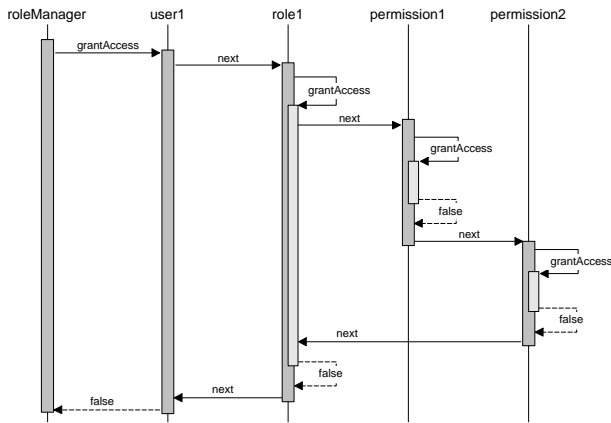 roleManager user1 role1 permission1 permission2
grantAccess
next
grantAccess
next
grantAccess
false
next
grantAccess
false
next
false
next
false